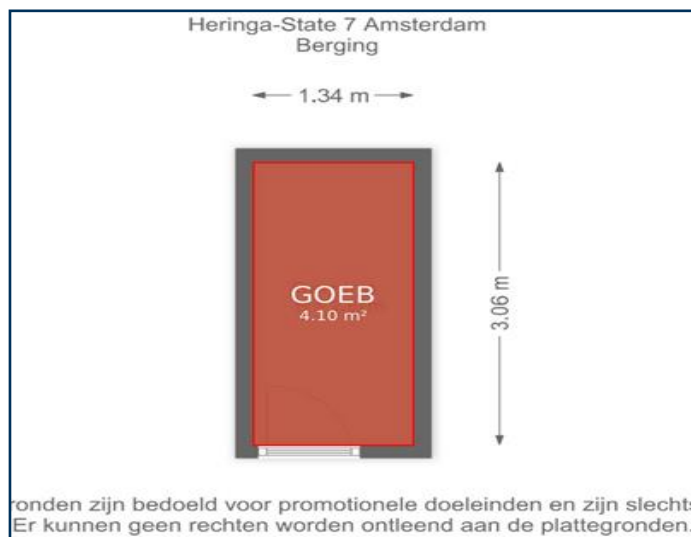 Heringa-State 7 Amsterdam
Berging
1.34 m
GOEB
4.10 m²
3.06 m
zijn bedoeld voor promotionele doeleinden en zijn slechts
Er kunnen geen rechten worden ontleend aan de plattegronden.